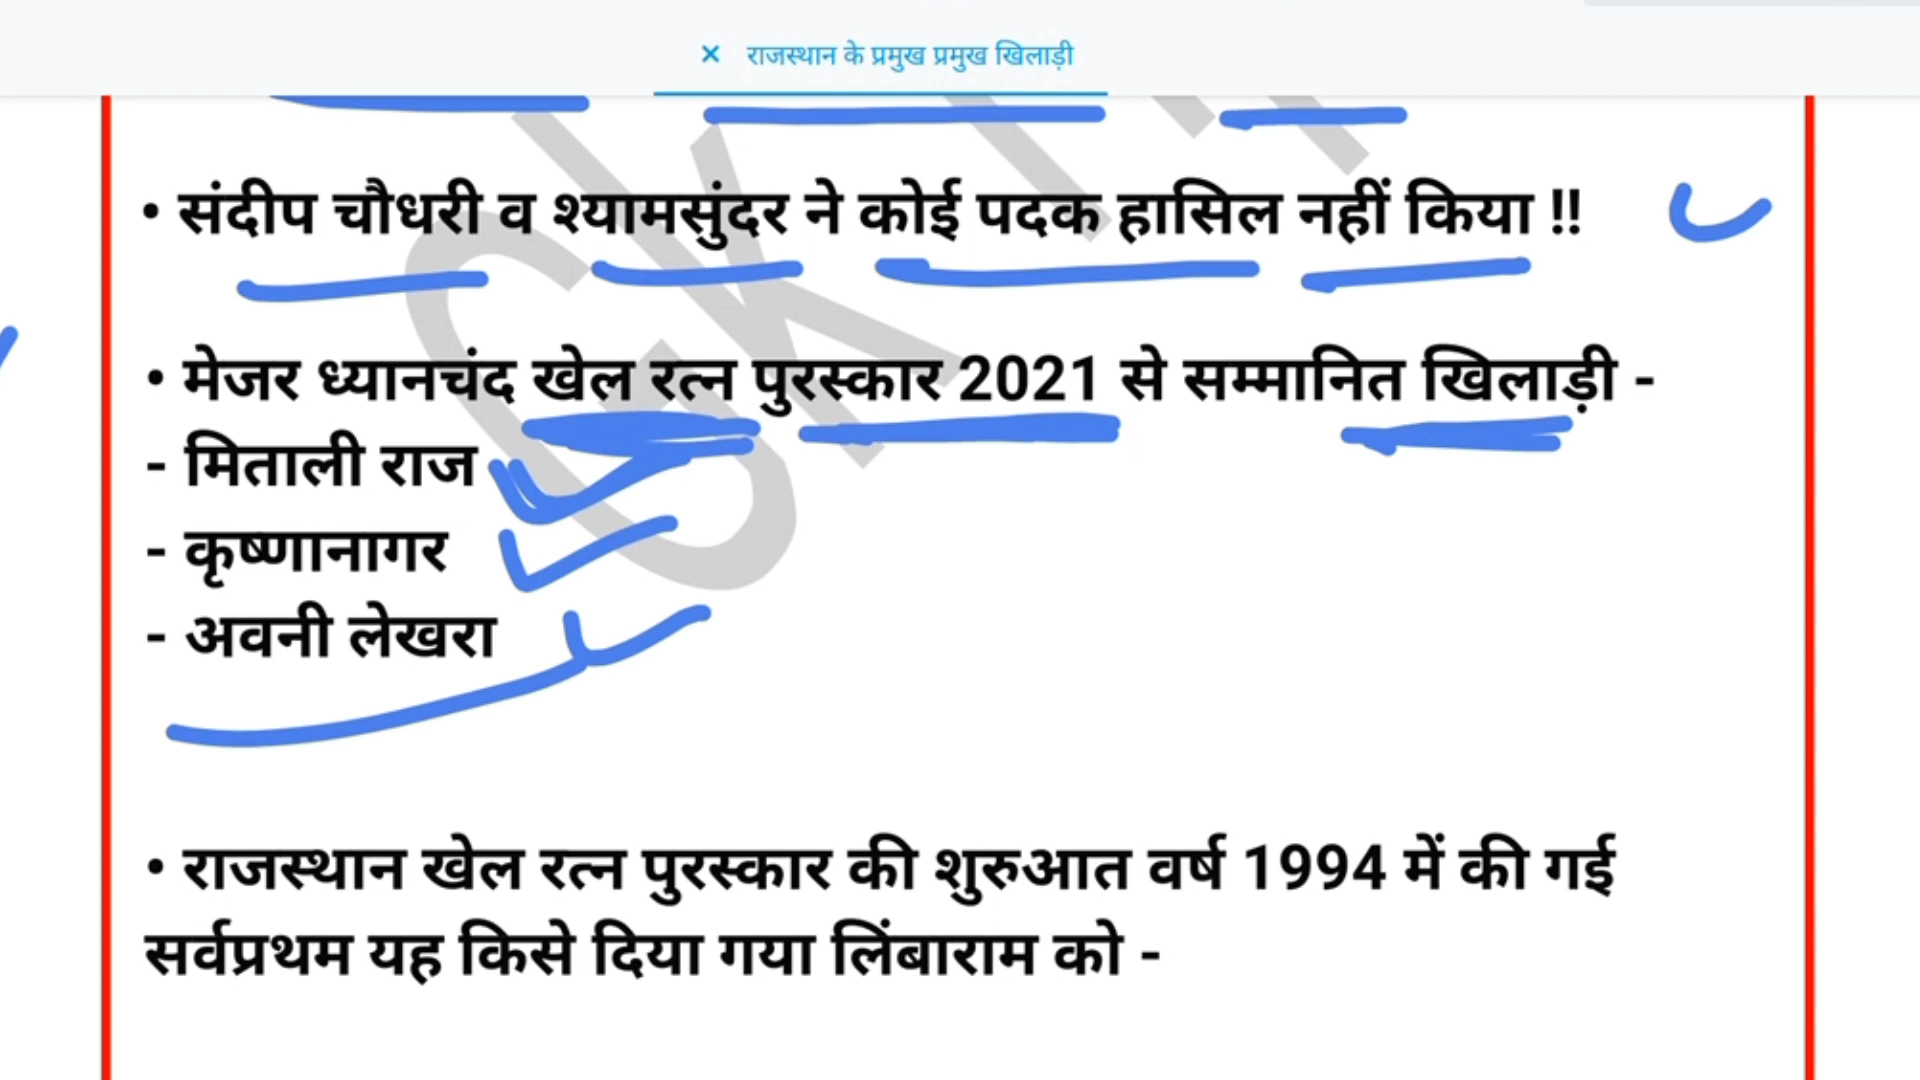 × राजस्थान के प्रमुख प्रमुख खिलाड़ी
• संदीप चौधरी व श्यामसुंदर ने कोई पदक हासिल नहीं किया !!
• मेजर ध्यानचंद खेल रत्न पुरस्कार 2021 से सम्मानित खिलाड़ी -
- मिताली राज
- कृष्णानागर
- अवनी लेखरा
• राजस्थान खेल रत्न पुरस्कार की शुरुआत वर्ष 1994 में की गई
सर्वप्रथम यह किसे दिया गया लिंबाराम को -